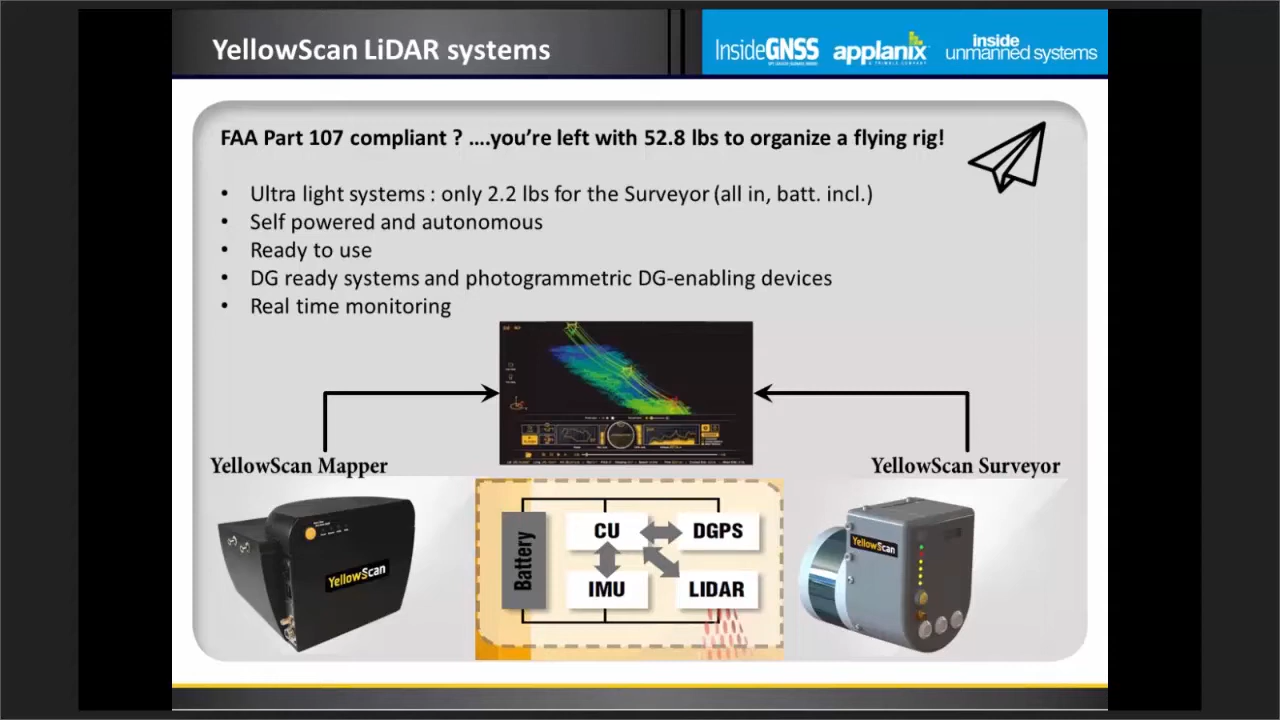 YellowScan LiDAR systems
InsideGNSS
applanix
A TRIMBLE COMPANY
inside
unmanned systems
FAA Part 107 compliant ? ....you're left with 52.8 lbs to organize a flying rig!
• Ultra light systems : only 2.2 lbs for the Surveyor (all in, batt. incl.)
• Self powered and autonomous
• Ready to use
• DG ready systems and photogrammetric DG-enabling devices
• Real time monitoring
YellowScan Mapper
YellowScan Surveyor
YellowScan
Battery
CU
DGPS
IMU
LIDAR
YellowScan